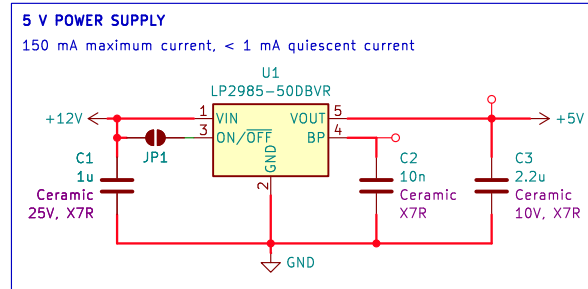 5 V POWER SUPPLY
150 mA maximum current, < 1 mA quiescent current
U1
LP2985-50DBVR
+12V
1
VIN
VOUT
5
+5V
3
ON/OFF
BP
4
JP1
GND
2
C1
1u
Ceramic
25V, X7R
C2
10n
Ceramic
X7R
C3
2.2u
Ceramic
10V, X7R
GND